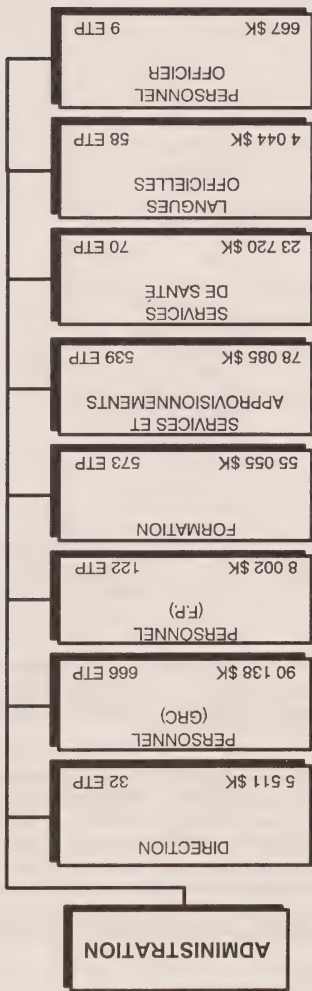 ADMINISTRATION
DIRECTION
5 511 $K 32 ETP
PERSONNEL
(GRC)
90 138 $K 666 ETP
PERSONNEL
(F.P.)
8 002 $K 122 ETP
FORMATION
55 055 $K 573 ETP
SERVICES ET
APPROVISIONNEMENTS
78 085 $K 539 ETP
SERVICES
DE SANTÉ
23 720 $K 70 ETP
LANGUES
OFFICIELLES
4 044 $K 58 ETP
PERSONNEL
OFFICIER
667 $K 9 ETP